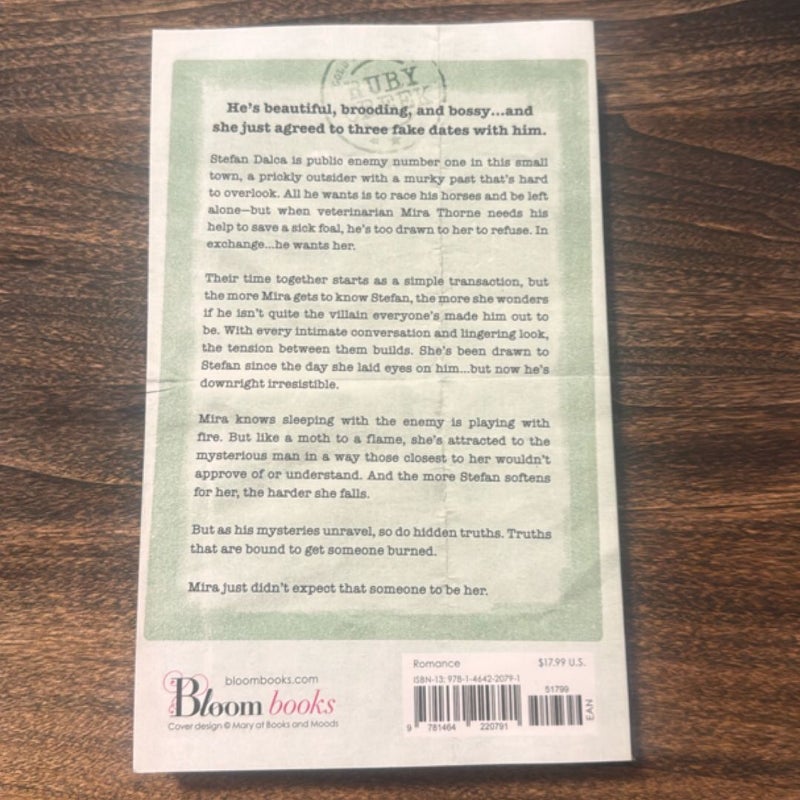 GOLD
RUBY
CREEK
He's beautiful, brooding, and bossy...and
she just agreed to three fake dates with him.
Stefan Dalca is public enemy number one in this small
town, a prickly outsider with a murky past that's hard
to overlook. All he wants is to race his horses and be left
alone—but when veterinarian Mira Thorne needs his
help to save a sick foal, he's too drawn to her to refuse. In
exchange...he wants her.
Their time together starts as a simple transaction, but
the more Mira gets to know Stefan, the more she wonders
if he isn't quite the villain everyone's made him out to
be. With every intimate conversation and lingering look,
the tension between them builds. She's been drawn to
Stefan since the day she laid eyes on him...but now he's
downright irresistible.
Mira knows sleeping with the enemy is playing with
fire. But like a moth to a flame, she's attracted to the
mysterious man in a way those closest to her wouldn't
approve of or understand. And the more Stefan softens
for her, the harder she falls.
But as his mysteries unravel, so do hidden truths. Truths
that are bound to get someone burned.
Mira just didn't expect that someone to be her.
bloombooks.com
Bloom books
Cover design © Mary at Books and Moods
Romance $17.99 U.S.
ISBN-13: 978-1-4642-2079-1
51799
EAN
9 781464 220791